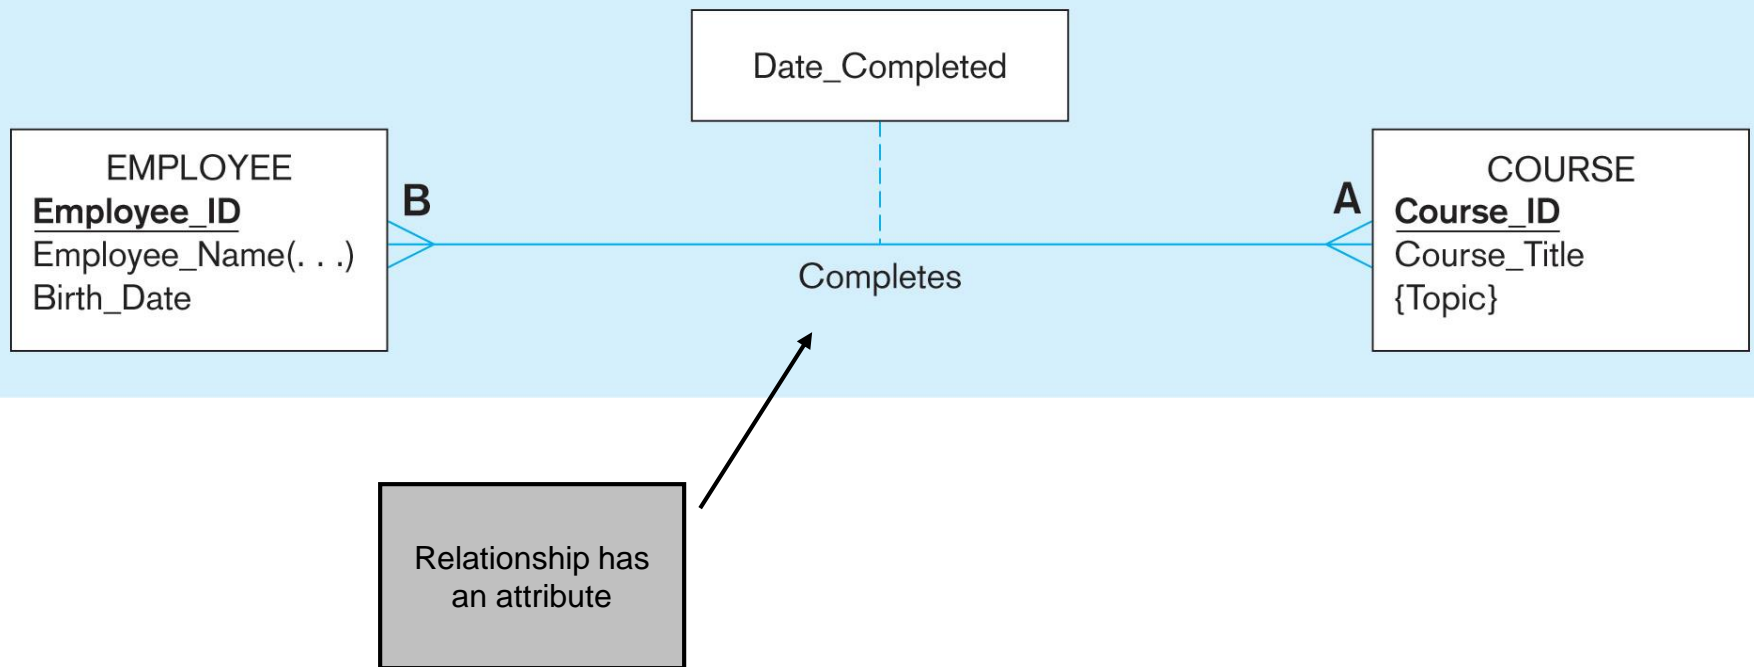 Date_Completed
EMPLOYEE
Employee_ID
Employee_Name(. . .)
Birth_Date
B
Completes
A
COURSE
Course_ID
Course_Title
{Topic}
Relationship has
an attribute